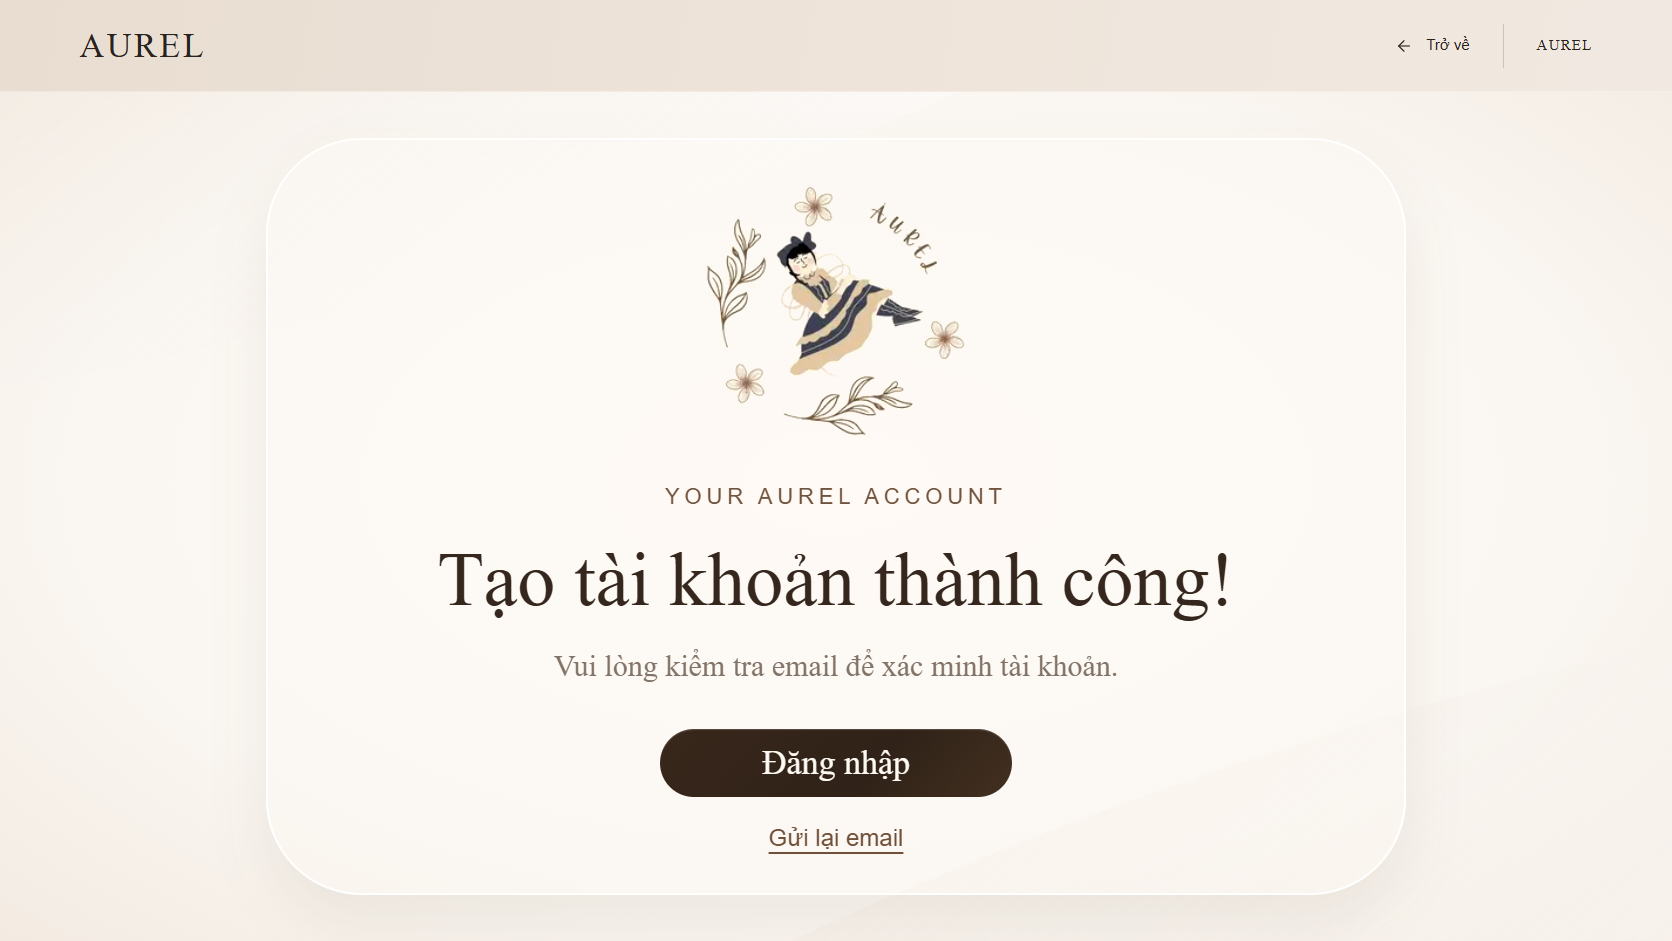 AUREL
Trở về
AUREL
AUREL
YOUR AUREL ACCOUNT
Tạo tài khoản thành công!
Vui lòng kiểm tra email để xác minh tài khoản.
Đăng nhập
Gửi lại email